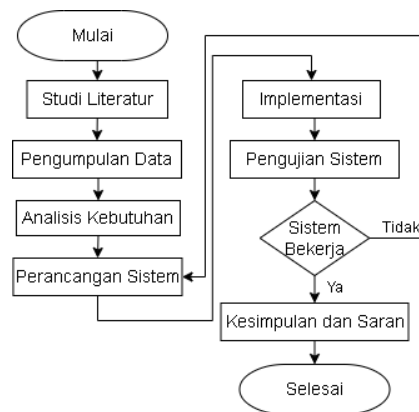 Mulai
Studi Literatur
Pengumpulan Data
Analisis Kebutuhan
Perancangan Sistem
Implementasi
Pengujian Sistem
Sistem
Bekerja
Tidak
Ya
Kesimpulan dan Saran
Selesai